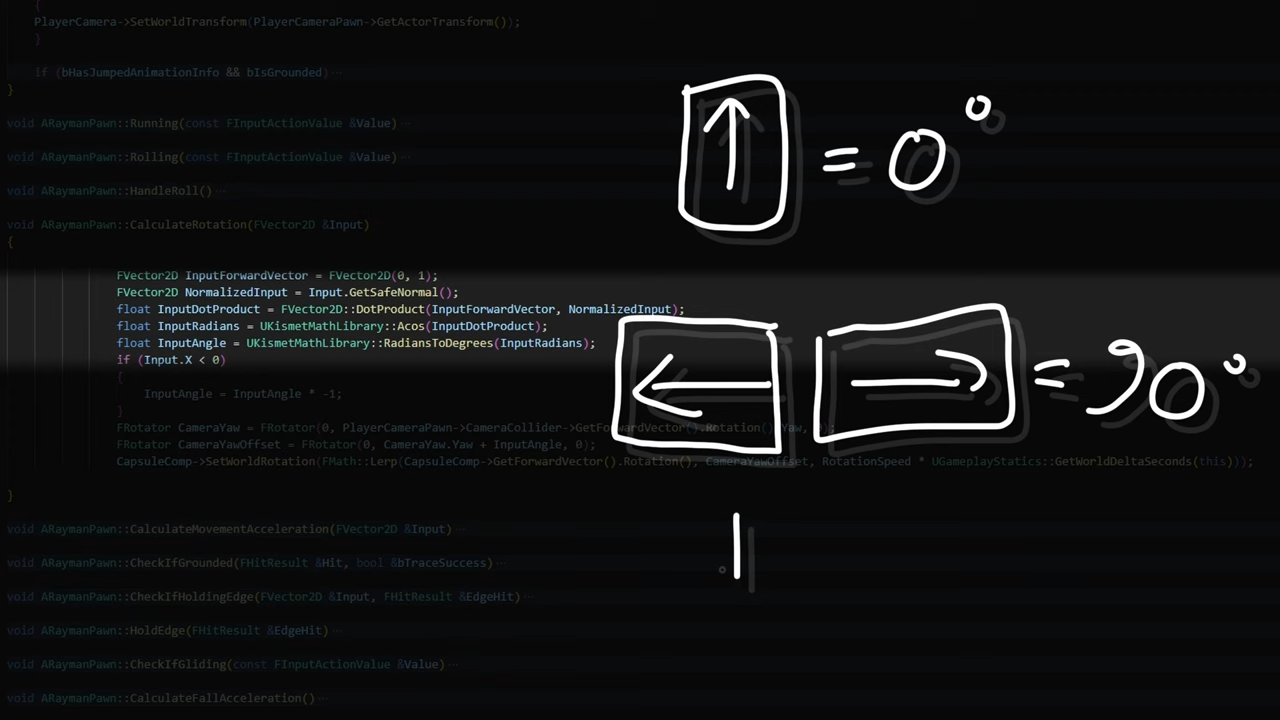 {
PlayerCamera->SetWorldTransform(PlayerCameraPawn->GetActorTransform());
}
If (bHasJumpedAnimationInfo && bIsGrounded)···
}
void ARaymanPawn::Running(const FInputActionValue &Value)···
void ARaymanPawn::Rolling(const FInputActionValue &Value)···
void ARaymanPawn::HandleRoll()···
void ARaymanPawn::CalculateRotation(FVector2D &Input)
{
FVector2D InputForwardVector = FVector2D(0, 1);
FVector2D NormalizedInput = Input.GetSafeNormal();
float InputDotProduct = FVector2D::DotProduct(InputForwardVector, NormalizedInput);
float InputRadians = UKismetMathLibrary::Acos(InputDotProduct);
float InputAngle = UKismetMathLibrary::RadiansToDegrees(InputRadians);
if (Input.X < 0)
{
InputAngle = InputAngle * -1;
}
FRotator CameraYaw = FRotator(0, PlayerCameraPawn->CameraCollider->GetForwardVector().Rotation().Yaw, 0);
FRotator CameraYawOffset = FRotator(0, CameraYaw.Yaw + InputAngle, 0);
CapsuleComp->SetWorldRotation(FMath::Lerp(CapsuleComp->GetForwardVector().Rotation(), CameraYawOffset, RotationSpeed * UGameplayStatics::GetWorldDeltaSeconds(this)));
}
void ARaymanPawn::CalculateMovementAcceleration(FVector2D &Input)···
void ARaymanPawn::CheckIfGrounded(FHitResult &Hit, bool &bTraceSuccess)···
void ARaymanPawn::CheckIfHoldingEdge(FVector2D &Input, FHitResult &EdgeHit)···
void ARaymanPawn::HoldEdge(FHitResult &EdgeHit)···
void ARaymanPawn::CheckIfGliding(const FInputActionValue &Value)···
void ARaymanPawn::CalculateFallAcceleration()···
↑ = 0°
← → = 90°